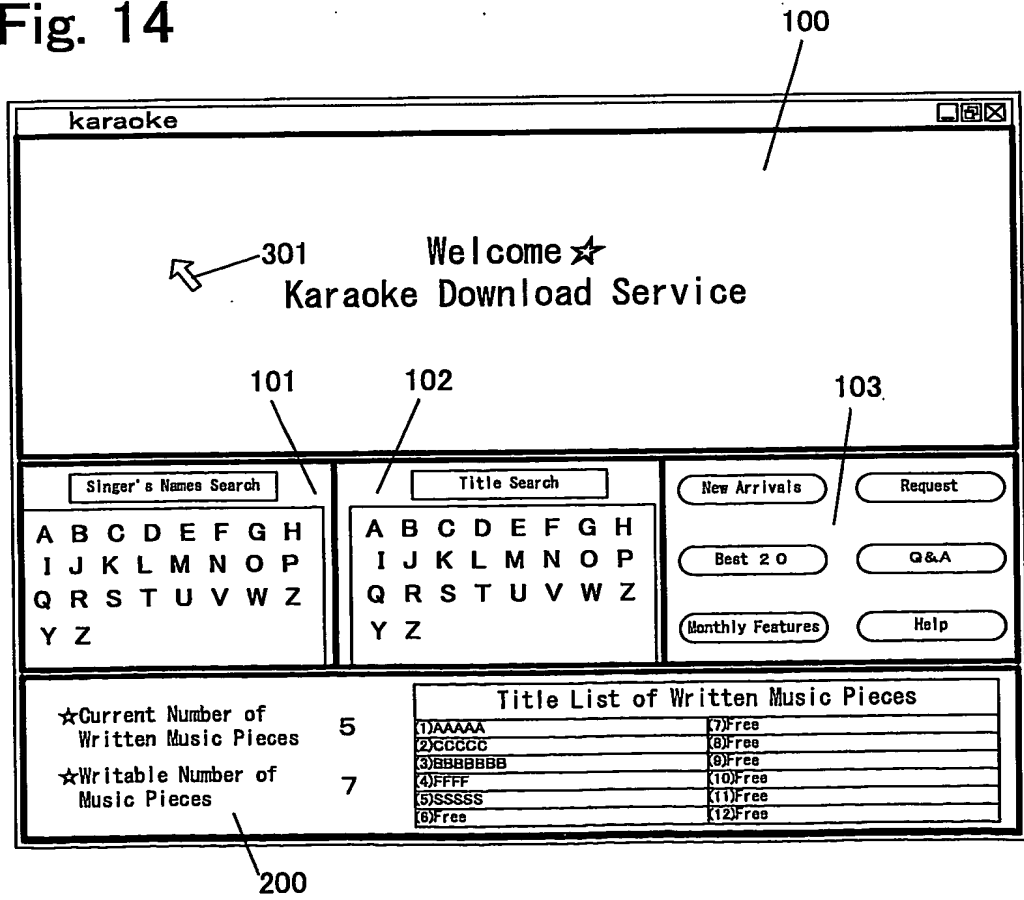 Fig. 14
100
karaoke
301
Welcome☆
Karaoke Download Service
101
102
103
Singer's Names Search
A B C D E F G H
I J K L M N O P
Q R S T U V W Z
Y Z
Title Search
A B C D E F G H
I J K L M N O P
Q R S T U V W Z
Y Z
New Arrivals
Request
Best 20
Q&A
Monthly Features
Help
☆Current Number of
Written Music Pieces
5
☆Writable Number of
Music Pieces
7
Title List of Written Music Pieces
(1)AAAAA
(2)CCCCC
(3)BBBBBBB
(4)FFFF
(5)SSSSS
(6)Free
(7)Free
(8)Free
(9)Free
(10)Free
(11)Free
(12)Free
200